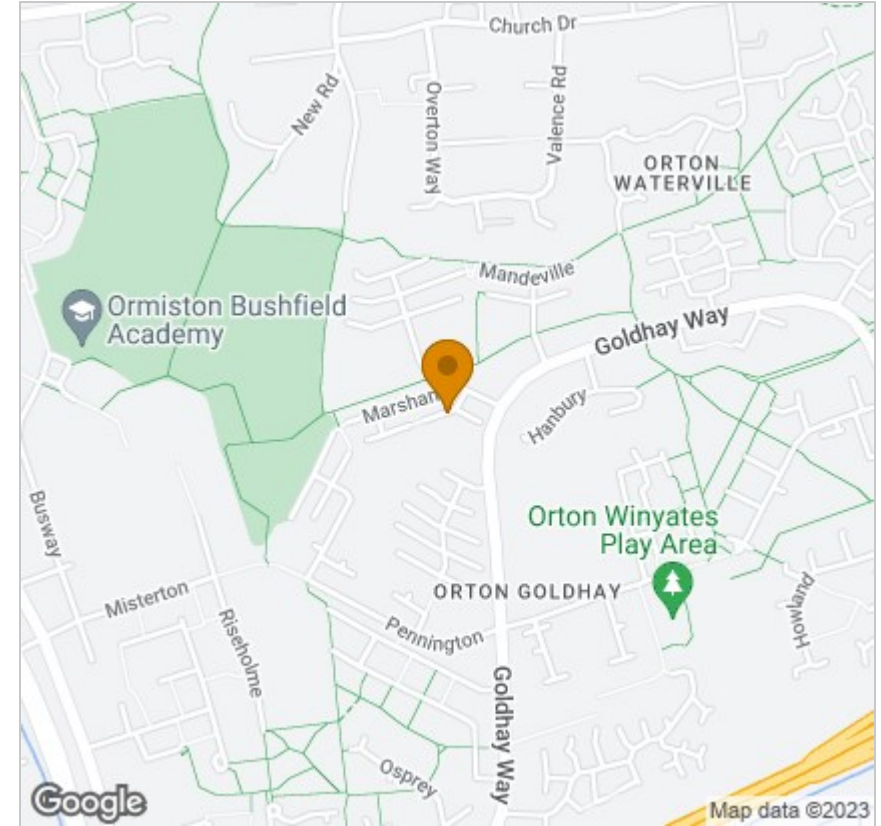 Church Dr
New Rd
Overton Way
Valence Rd
ORTON
WATERVILLE
Mandeville
Ormiston Bushfield
Academy
Goldhay Way
Hanbury
Busway
Orton Winyates
Play Area
Misterton
Riseholme
ORTON GOLDHAY
Pennington
Howland
Goldhay Way
Osprey
Google
Map data ©2023